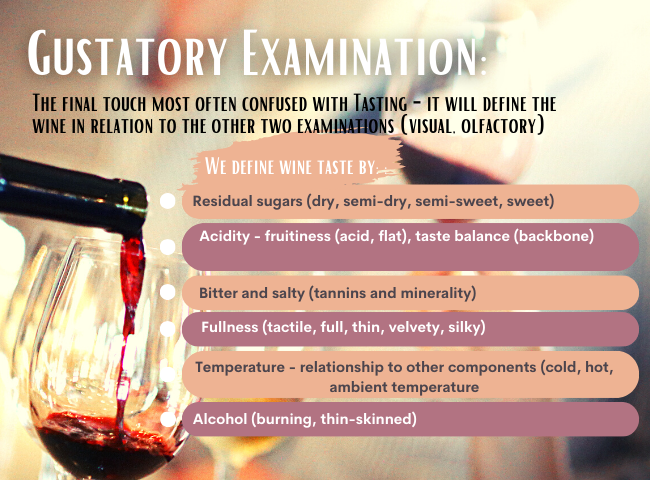 Gustatory Examination:
The final touch most often confused with Tasting – it will define the
wine in relation to the other two examinations (visual, olfactory)
We define wine taste by:
Residual sugars (dry, semi-dry, semi-sweet, sweet)
Acidity - fruitiness (acid, flat), taste balance (backbone)
Bitter and salty (tannins and minerality)
Fullness (tactile, full, thin, velvety, silky)
Temperature - relationship to other components (cold, hot,
ambient temperature
Alcohol (burning, thin-skinned)